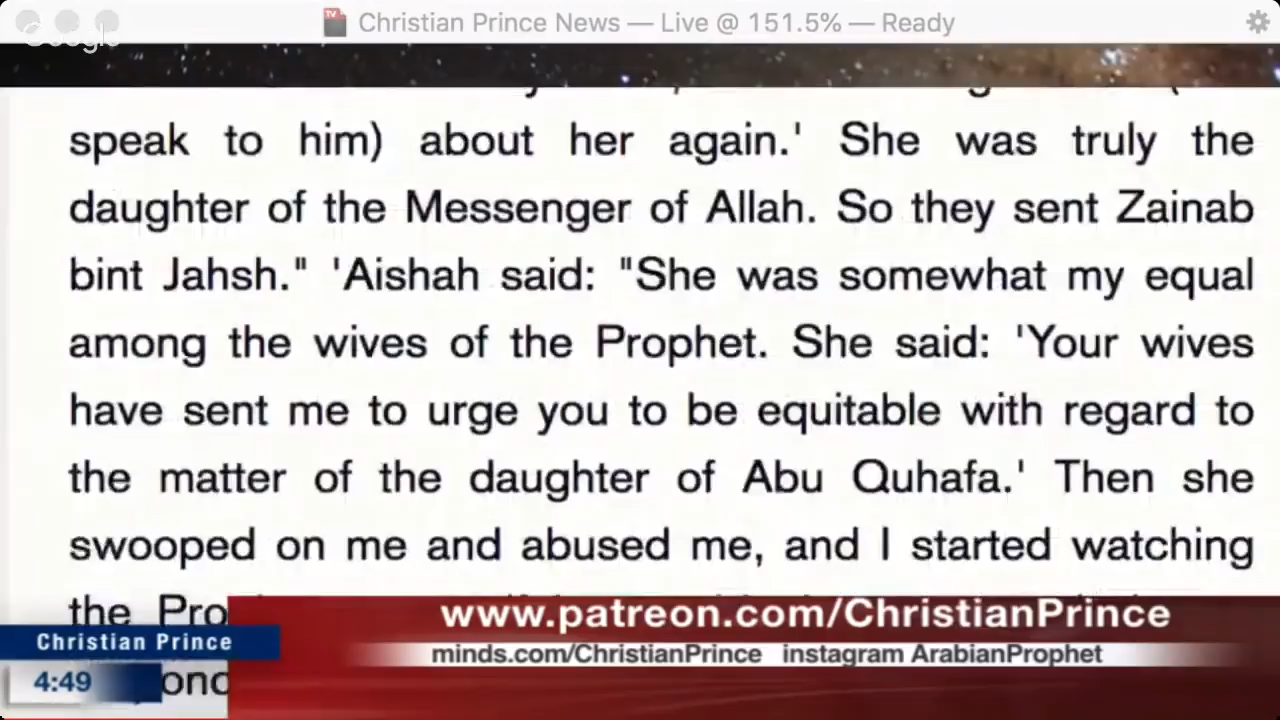 Christian Prince News — Live @ 151.5% — Ready
Google
speak to him) about her again.' She was truly the
daughter of the Messenger of Allah. So they sent Zainab
bint Jahsh." 'Aishah said: "She was somewhat my equal
among the wives of the Prophet. She said: 'Your wives
have sent me to urge you to be equitable with regard to
the matter of the daughter of Abu Quhafa.' Then she
swooped on me and abused me, and I started watching
the
www.patreon.com/ChristianPrince
Christian Prince
minds.com/ChristianPrince instagram ArabianProphet
4:49